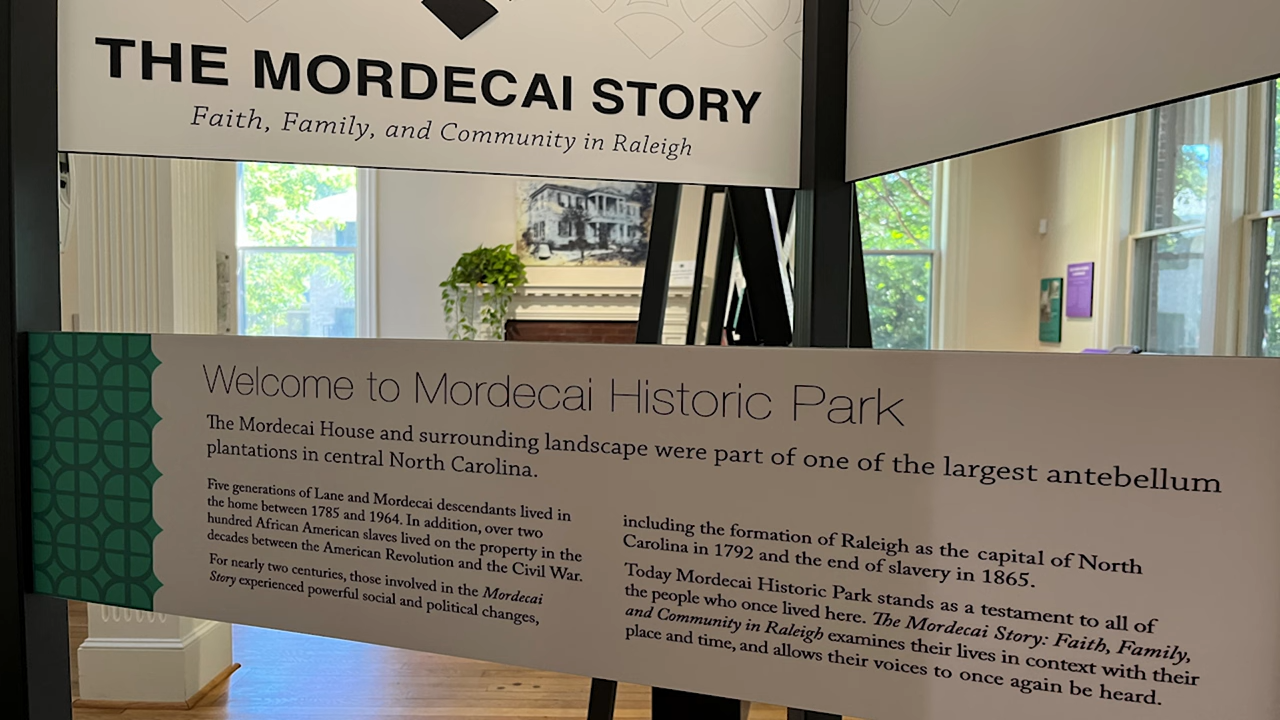 THE MORDECAI STORY
Faith, Family, and Community in Raleigh
Welcome to Mordecai Historic Park
The Mordecai House and surrounding landscape were part of one of the largest antebellum
plantations in central North Carolina.
Five generations of Lane and Mordecai descendants lived in
the home between 1785 and 1964. In addition, over two
hundred African American slaves lived on the property in the
decades between the American Revolution and the Civil War.
For nearly two centuries, those involved in the Mordecai
Story experienced powerful social and political changes,
including the formation of Raleigh as the capital of North
Carolina in 1792 and the end of slavery in 1865.
Today Mordecai Historic Park stands as a testament to all of
the people who once lived here. The Mordecai Story: Faith, Family,
and Community in Raleigh examines their lives in context with their
place and time, and allows their voices to once again be heard.